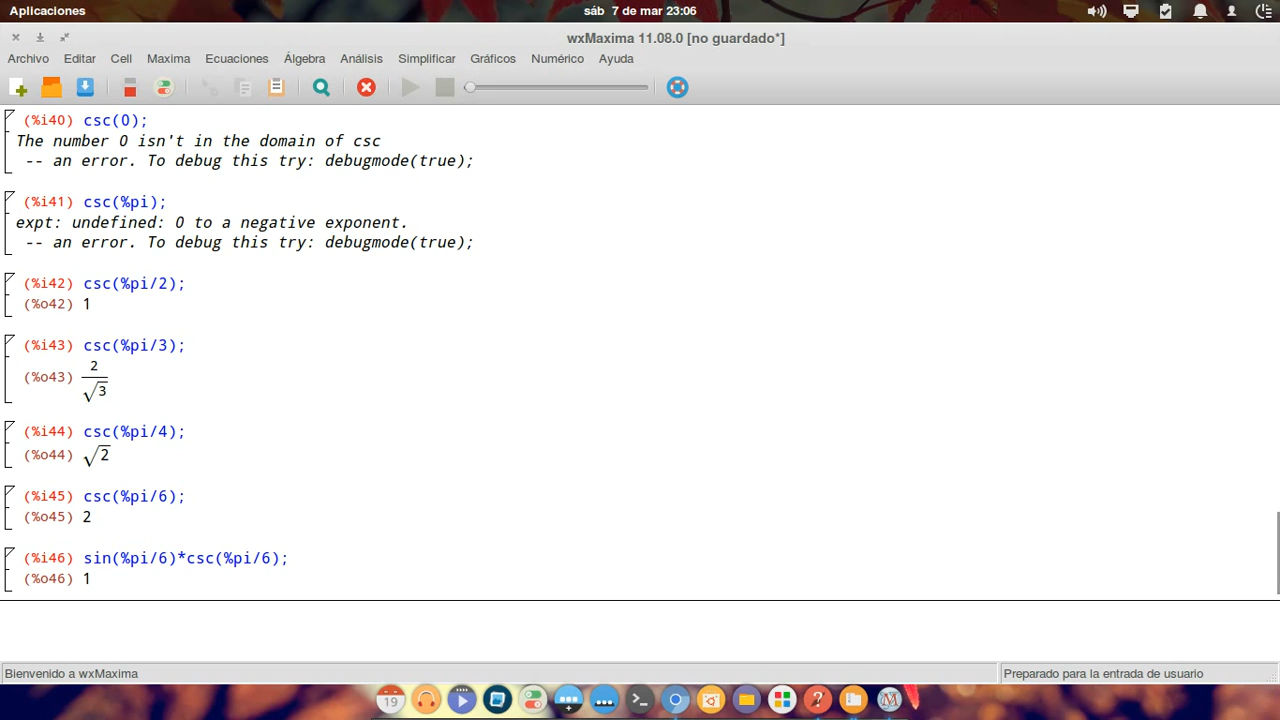 Aplicaciones
sáb 7 de mar 23:06
wxMaxima 11.08.0 [no guardado*]
Archivo Editar Cell Maxima Ecuaciones Álgebra Análisis Simplificar Gráficos Numérico Ayuda
(%i40) csc(0);
The number 0 isn't in the domain of csc
-- an error. To debug this try: debugmode(true);
(%i41) csc(%pi);
expt: undefined: 0 to a negative exponent.
-- an error. To debug this try: debugmode(true);
(%i42) csc(%pi/2);
(%o42) 1
(%i43) csc(%pi/3);
(%o43) 2/√3
(%i44) csc(%pi/4);
(%o44) √2
(%i45) csc(%pi/6);
(%o45) 2
(%i46) sin(%pi/6)*csc(%pi/6);
(%o46) 1
Bienvenido a wxMaxima
Preparado para la entrada de usuario
19